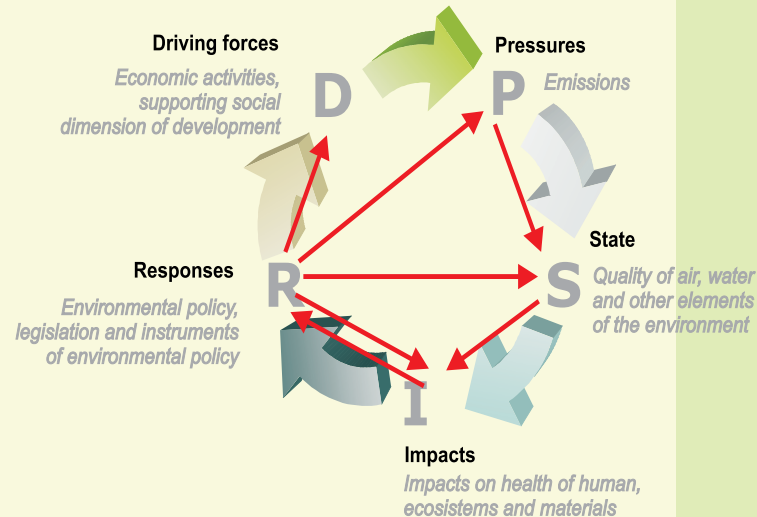 Driving forces
Economic activities,
supporting social
dimension of development
D
Pressures
P
Emissions
State
S
Quality of air, water
and other elements
of the environment
Responses
R
Environmental policy,
legislation and instruments
of environmental policy
I
Impacts
Impacts on health of human,
ecosistems and materials